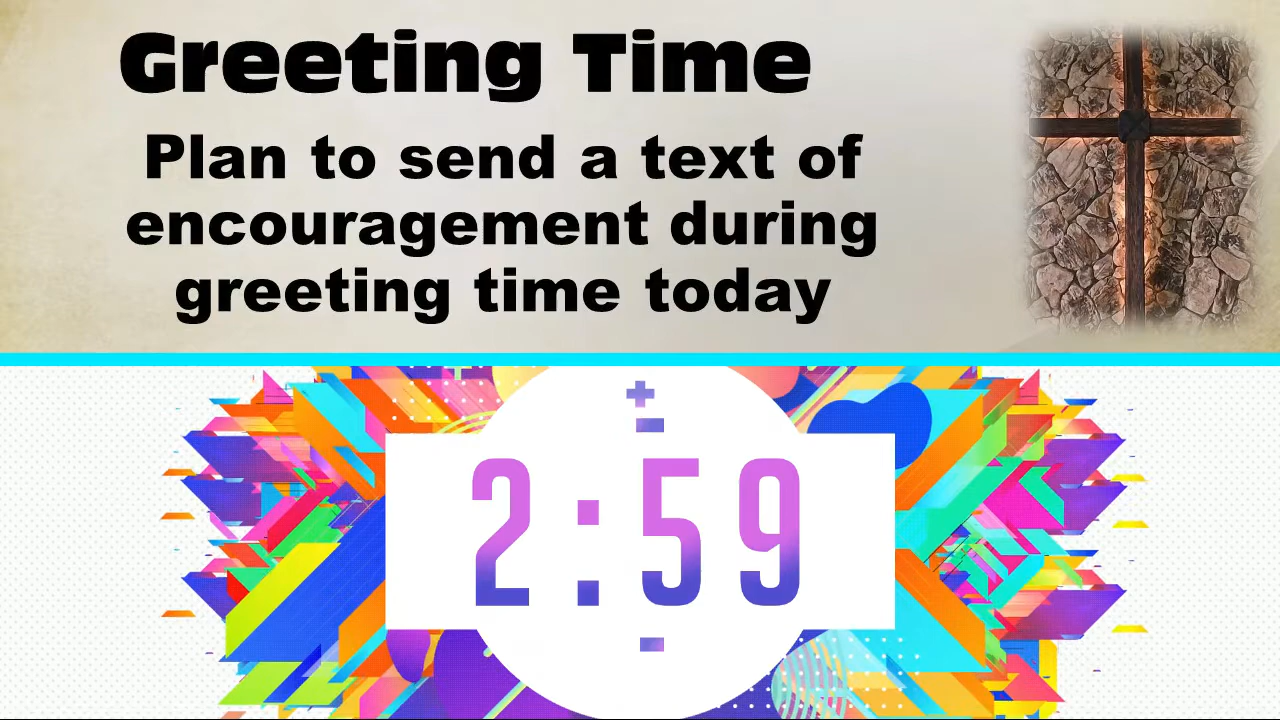 Greeting Time
Plan to send a text of
encouragement during
greeting time today
2:59